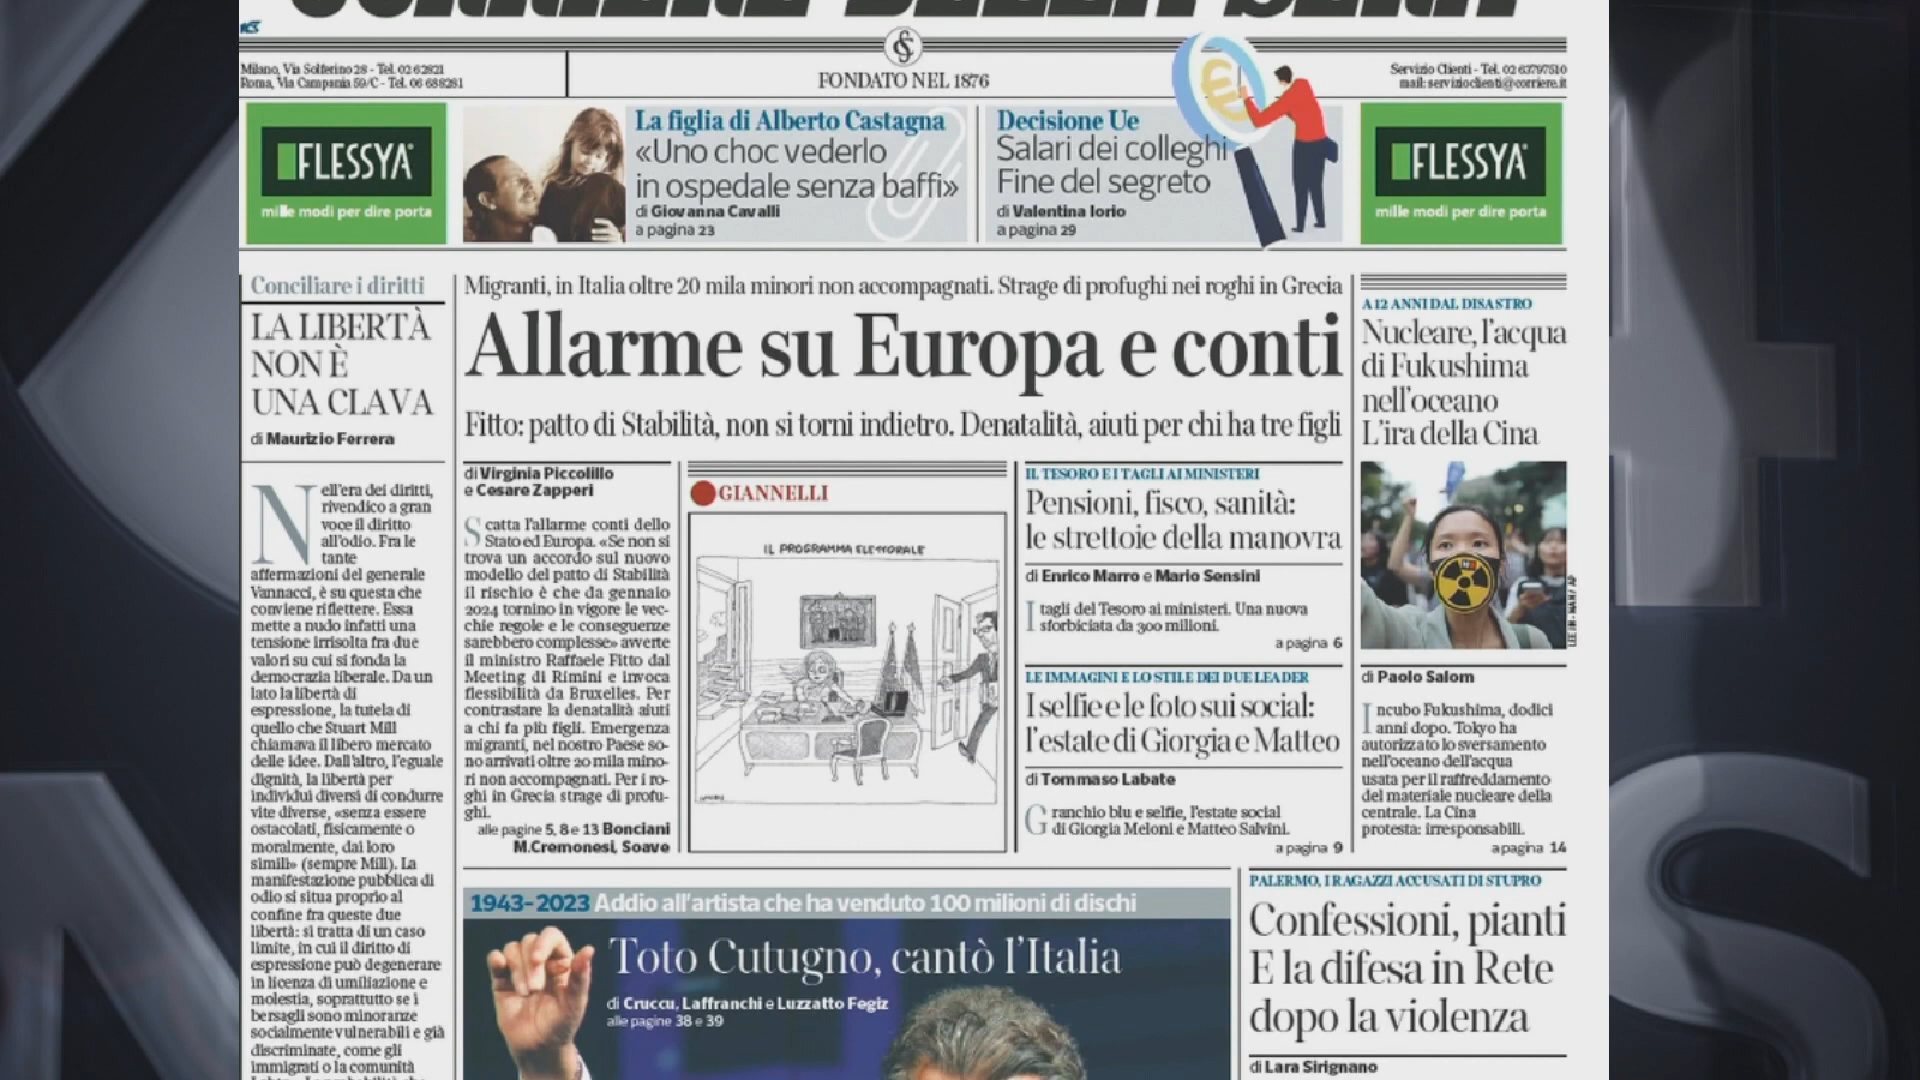 CORRIERE DELLA SERA
RCS
Milano, Via Solferino 28 - Tel. 02 62821
Roma, Via Campania 59/C - Tel. 06 688281
FONDATO NEL 1876
Servizio Clienti - Tel. 02 63797510
mail: servizioclienti@corriere.it
FLESSYA
mille modi per dire porta
La figlia di Alberto Castagna
«Uno choc vederlo
in ospedale senza baffi»
di Giovanna Cavalli
a pagina 23
Decisione Ue
Salari dei colleghi
Fine del segreto
di Valentina Iorio
a pagina 29
FLESSYA
mille modi per dire porta
Conciliare i diritti
LA LIBERTÀ
NON È
UNA CLAVA
di Maurizio Ferrera
Nell'era dei diritti,
rivendico a gran
voce il diritto
all'odio. Fra le
tante
affermazioni del generale
Vannacci, è su questa che
conviene riflettere. Essa
mette a nudo infatti una
tensione irrisolta fra due
valori su cui si fonda la
democrazia liberale. Da un
lato la libertà di
espressione, la tutela di
quello che Stuart Mill
chiamava il libero mercato
delle idee. Dall'altro, l'eguale
dignità, la libertà per
individui diversi di condurre
vite diverse, «senza essere
ostacolati, fisicamente o
moralmente, dai loro
simili» (sempre Mill). La
manifestazione pubblica di
odio si situa proprio al
confine fra queste due
libertà: si tratta di un caso
limite, in cui il diritto di
espressione può degenerare
in licenza di umiliazione e
molestia, soprattutto se i
bersagli sono minoranze
socialmente vulnerabili e già
discriminate, come gli
immigrati o la comunità
Migranti, in Italia oltre 20 mila minori non accompagnati. Strage di profughi nei roghi in Grecia
Allarme su Europa e conti
Fitto: patto di Stabilità, non si torni indietro. Denatalità, aiuti per chi ha tre figli
di Virginia Piccolillo
e Cesare Zapperi
Scatta l'allarme conti dello
Stato ed Europa. «Se non si
trova un accordo sul nuovo
modello del patto di Stabilità
il rischio è che da gennaio
2024 tornino in vigore le vec-
chie regole e le conseguenze
sarebbero complesse» avverte
il ministro Raffaele Fitto dal
Meeting di Rimini e invoca
flessibilità da Bruxelles. Per
contrastare la denatalità aiuti
a chi fa più figli. Emergenza
migranti, nel nostro Paese so-
no arrivati oltre 20 mila mino-
ri non accompagnati. Per i ro-
ghi in Grecia strage di profu-
ghi.
alle pagine 5, 8 e 13 Bonciani
M.Cremonesi, Soave
GIANNELLI
IL PROGRAMMA ELETTORALE
IL TESORO E I TAGLI AI MINISTERI
Pensioni, fisco, sanità:
le strettoie della manovra
di Enrico Marro e Mario Sensini
I tagli del Tesoro ai ministeri. Una nuova
sforbiciata da 300 milioni.
a pagina 6
LE IMMAGINI E LO STILE DEI DUE LEADER
I selfie e le foto sui social:
l'estate di Giorgia e Matteo
di Tommaso Labate
Granchio blu e selfie, l'estate social
di Giorgia Meloni e Matteo Salvini.
a pagina 9
A 12 ANNI DAL DISASTRO
Nucleare, l'acqua
di Fukushima
nell'oceano
L'ira della Cina
di Paolo Salom
Incubo Fukushima, dodici
anni dopo. Tokyo ha
autorizzato lo sversamento
nell'oceano dell'acqua
usata per il raffreddamento
del materiale nucleare della
centrale. La Cina
protesta: irresponsabili.
a pagina 14
1943-2023 Addio all'artista che ha venduto 100 milioni di dischi
Toto Cutugno, cantò l'Italia
di Cruccu, Laffranchi e Luzzatto Fegiz
alle pagine 38 e 39
PALERMO, I RAGAZZI ACCUSATI DI STUPRO
Confessioni, pianti
E la difesa in Rete
dopo la violenza
di Lara Sirignano